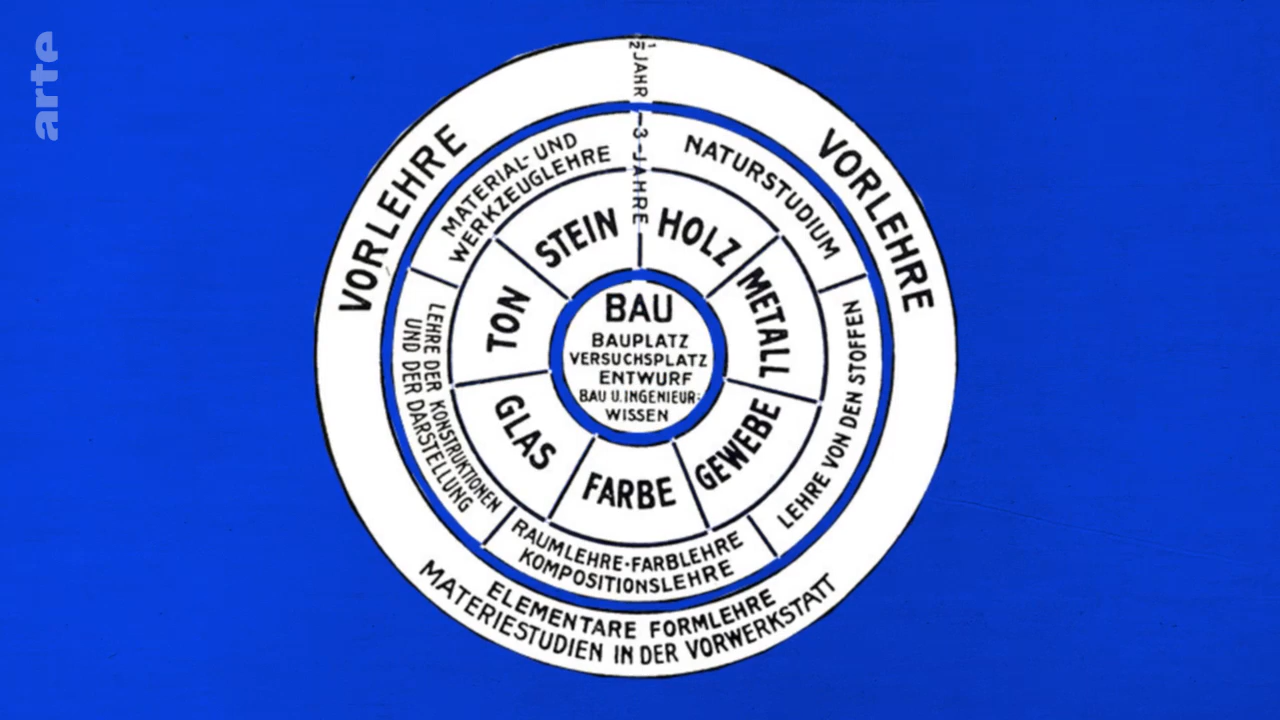 arte
1/2 JAHR
VORLEHRE
VORLEHRE
3 JAHRE
MATERIAL- UND
WERKZEUGLEHRE
NATURSTUDIUM
LEHRE VON DEN STOFFEN
RAUMLEHRE-FARBLEHRE
KOMPOSITIONSLEHRE
LEHRE DER KONSTRUKTIONEN
UND DER DARSTELLUNG
STEIN
HOLZ
METALL
GEWEBE
FARBE
GLAS
TON
BAU
BAUPLATZ
VERSUCHSPLATZ
ENTWURF
BAU U. INGENIEUR-
WISSEN
ELEMENTARE FORMLEHRE
MATERIESTUDIEN IN DER VORWERKSTATT